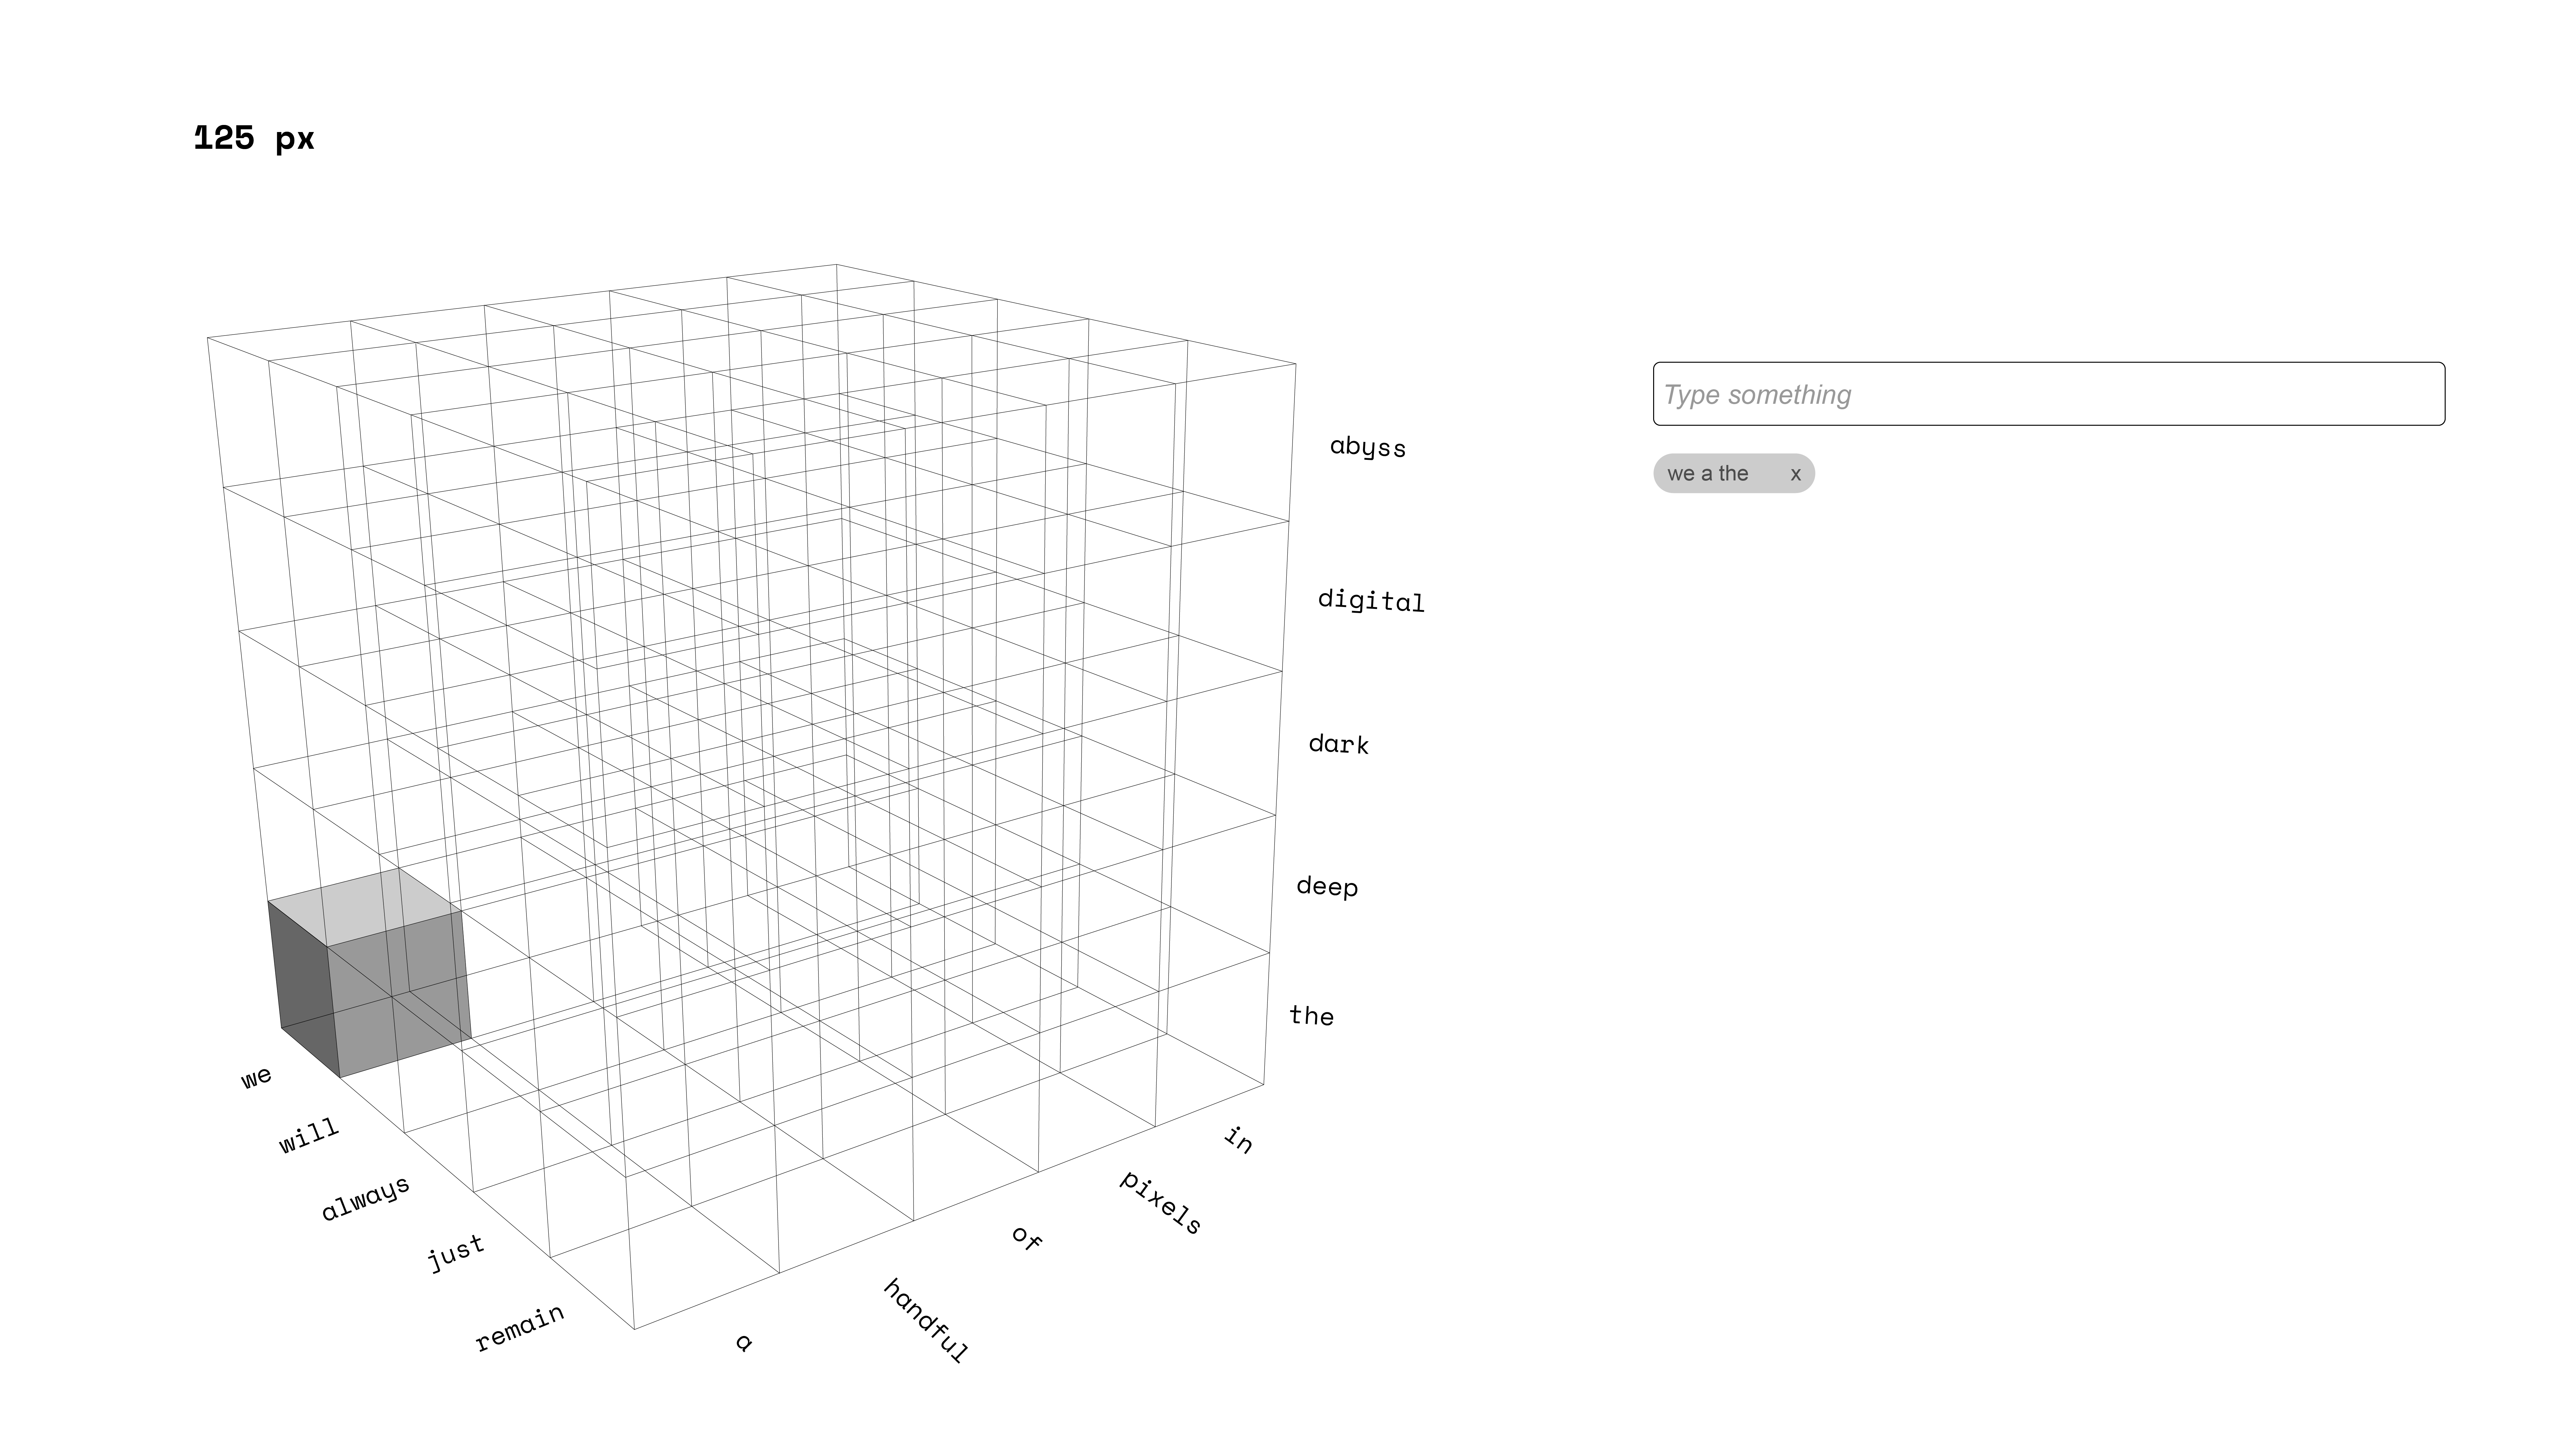 125 px
abyss
digital
dark
deep
the
we
will
always
just
remain
a
handful
of
pixels
in
Type something
we a the x